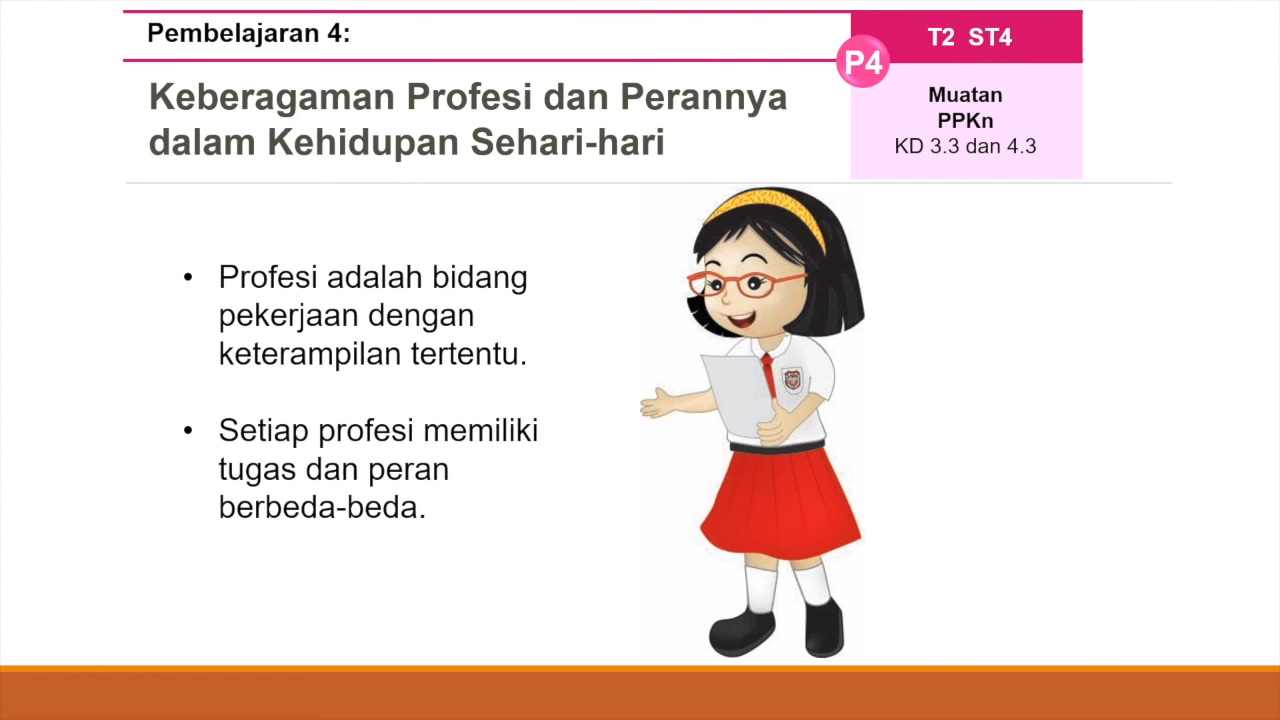 Pembelajaran 4:
T2 ST4
P4
Keberagaman Profesi dan Perannya
dalam Kehidupan Sehari-hari
Muatan
PPKn
KD 3.3 dan 4.3
• Profesi adalah bidang
pekerjaan dengan
keterampilan tertentu.
• Setiap profesi memiliki
tugas dan peran
berbeda-beda.